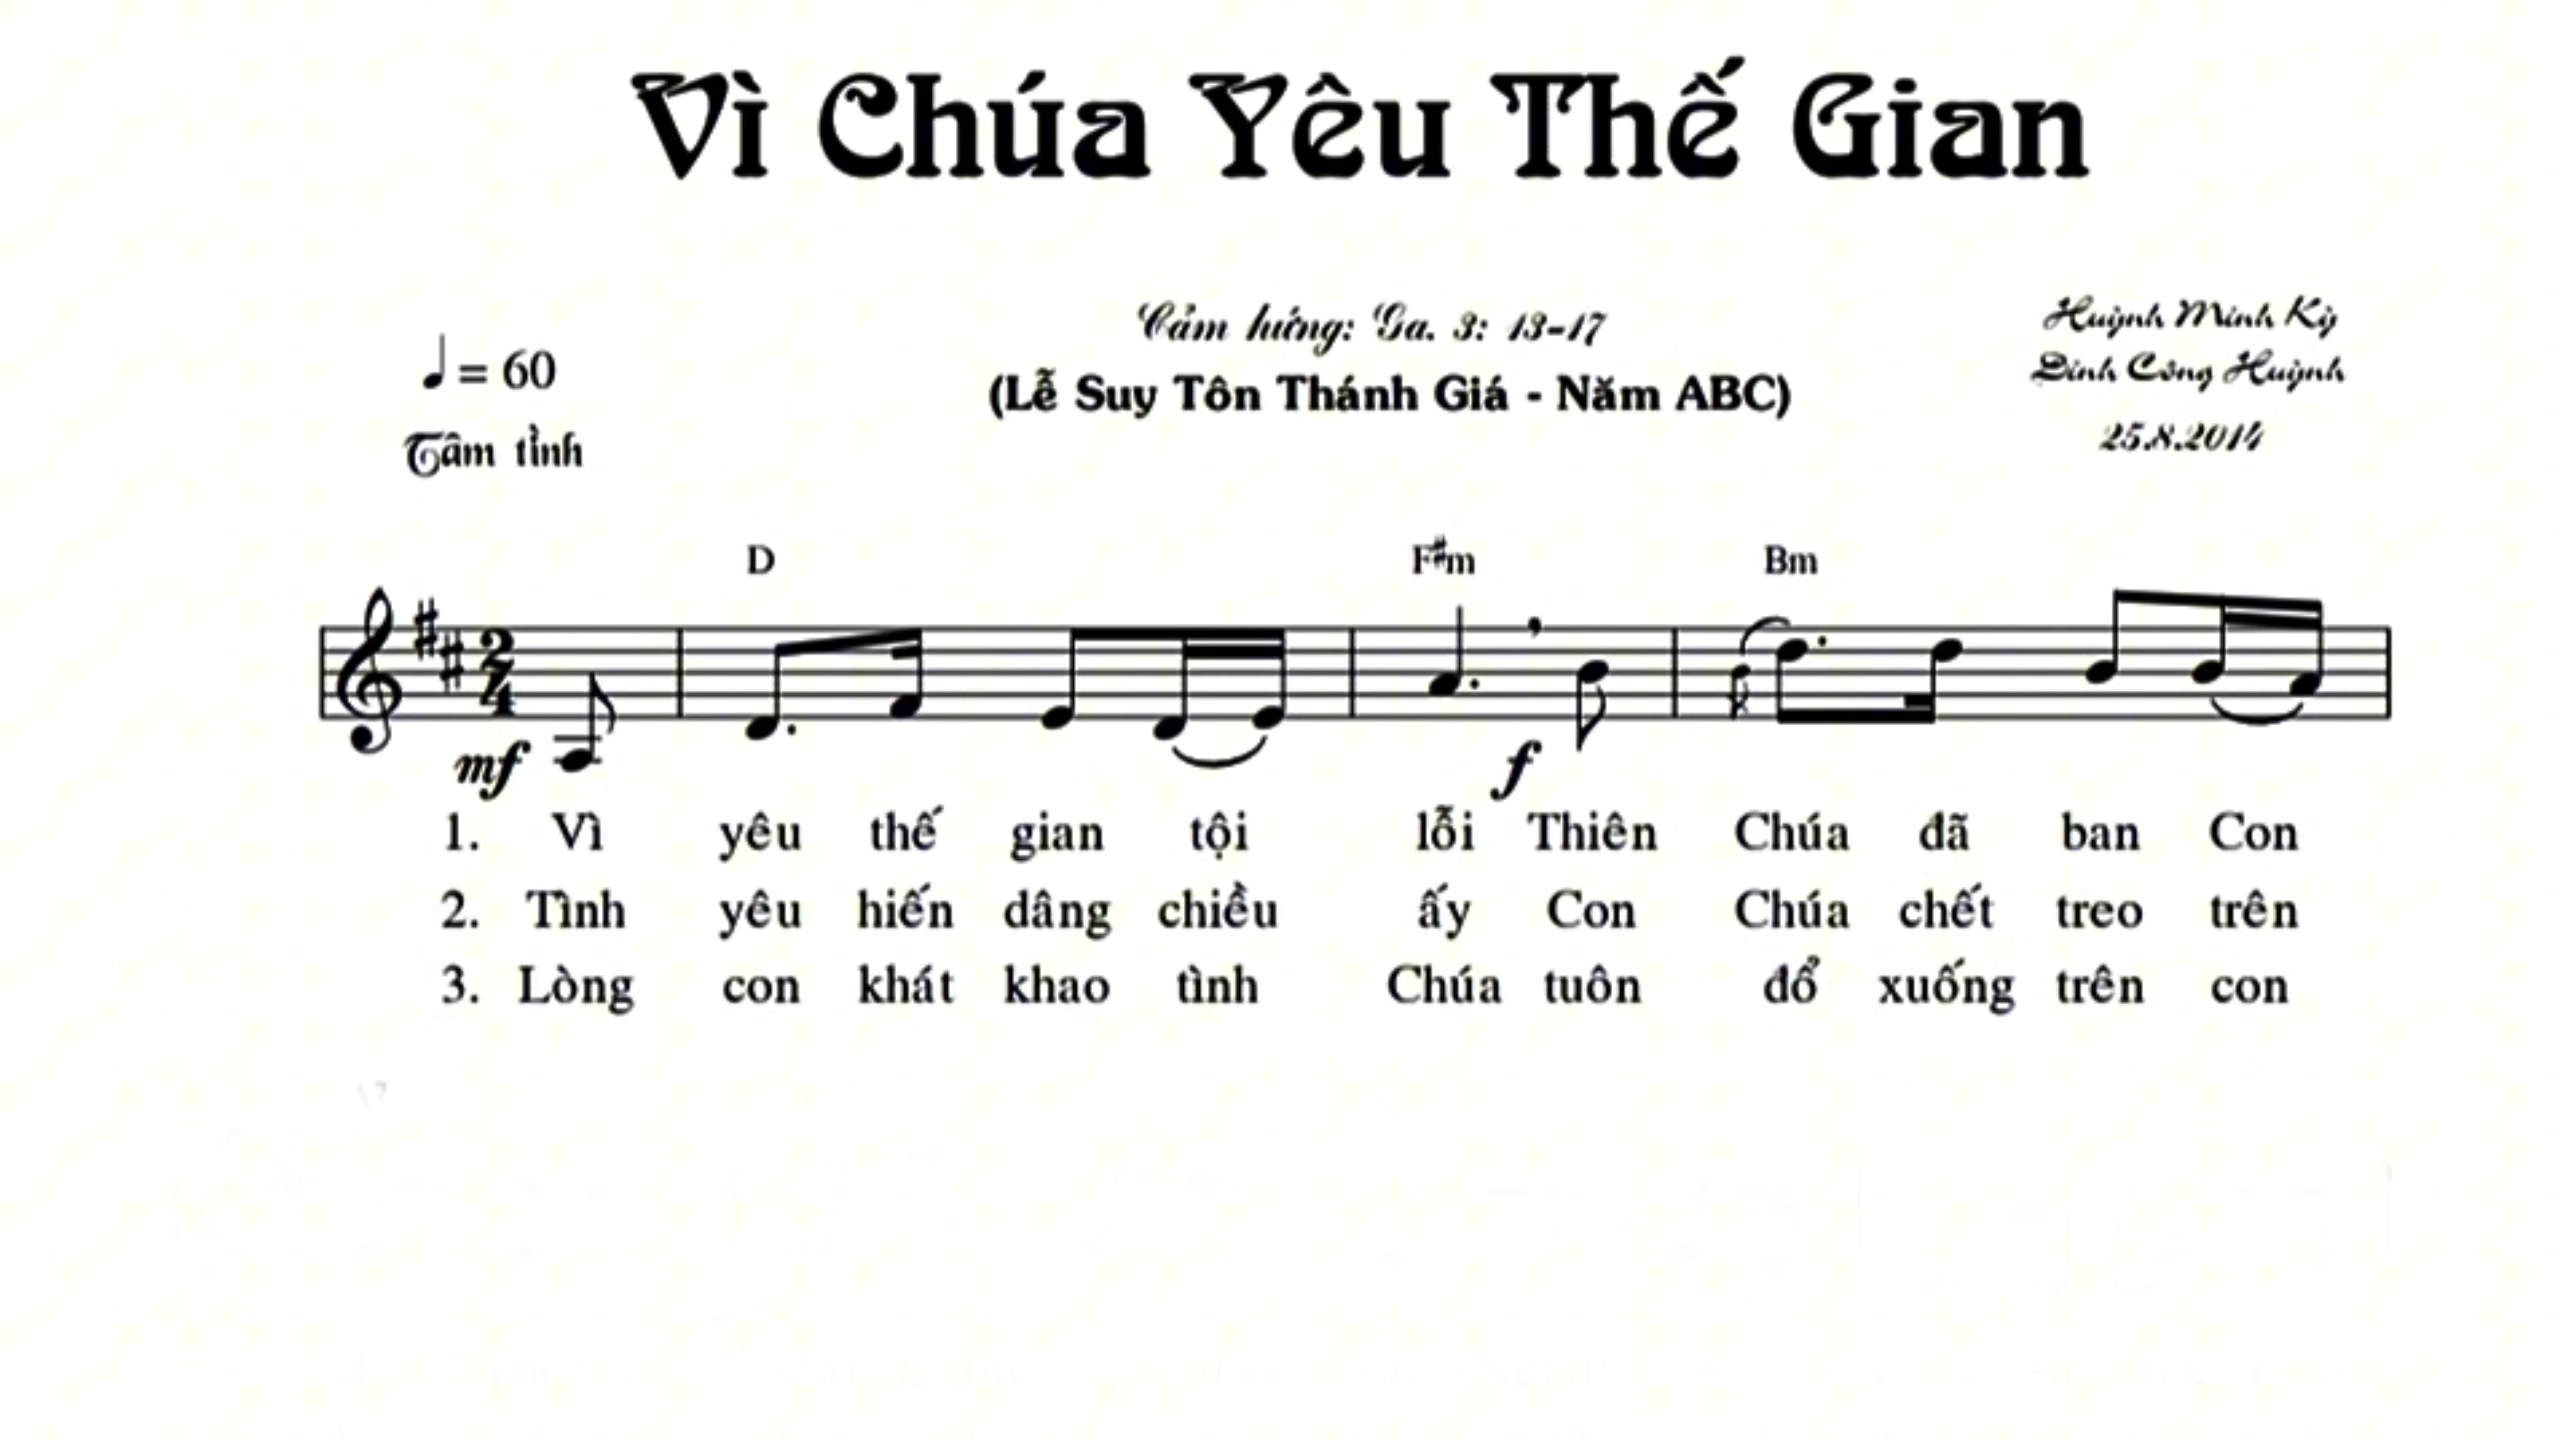 Vì Chúa Yêu Thế Gian
Cảm hứng: Ga. 3: 13-17
(Lễ Suy Tôn Thánh Giá - Năm ABC)
Huỳnh Minh Kỳ
Đinh Công Huỳnh
25.8.2014
♩ = 60
Tâm tình
D F#m Bm
2/4
mf f
1. Vì yêu thế gian tội lỗi Thiên Chúa đã ban Con
2. Tình yêu hiến dâng chiều ấy Con Chúa chết treo trên
3. Lòng con khát khao tình Chúa tuôn đổ xuống trên con